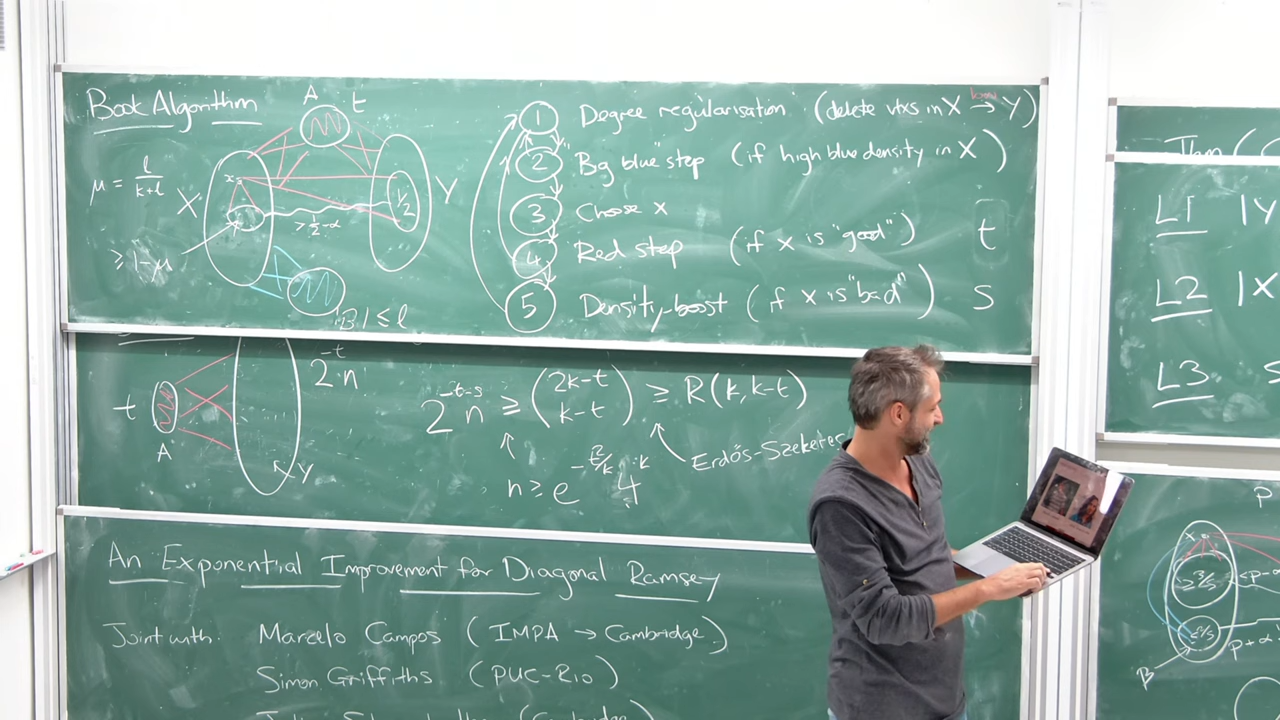 Book Algorithm
A t
μ = l/(k+l)
X
x
Y
1/2
> p/2 - α
≥ 1-μ
|B| ≤ l
1 Degree regularisation (delete vtxs in X → Y)
2 "Big blue" step (if high blue density in X)
3 Choose x
4 Red step (if x is "good") t
5 Density-boost (if x is "bad") s
t
A
Y
2^{-t}·n
2^{-t-s} n ≥ (2k-t choose k-t) ≥ R(k, k-t)
Erdős-Szekeres
n ≥ e^{-t²/k} · 4^k
An Exponential Improvement for Diagonal Ramsey
Joint with: Marcelo Campos (IMPA → Cambridge)
Simon Griffiths (PUC-Rio)
(Cambridge)
Thm (
L1 |Y
L2 |X
L3 s
P
x
≤p-α
p+α
B